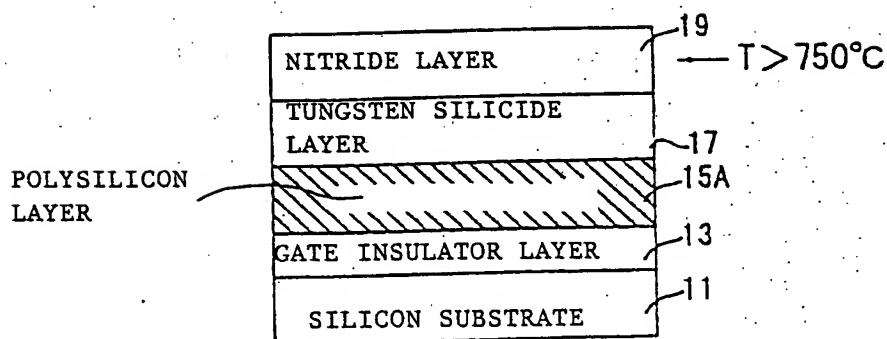 19
NITRIDE LAYER
T > 750°C
TUNGSTEN SILICIDE
LAYER
17
POLYSILICON
LAYER
15A
13
GATE INSULATOR LAYER
11
SILICON SUBSTRATE